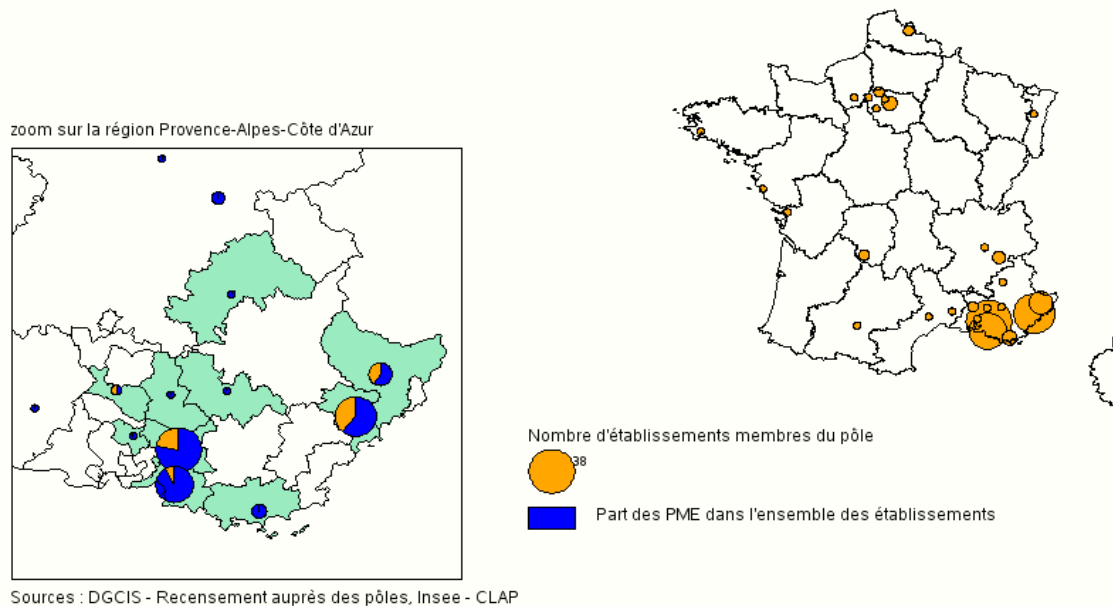 zoom sur la région Provence-Alpes-Côte d'Azur
Nombre d'établissements membres du pôle
38
Part des PME dans l'ensemble des établissements
Sources : DGCIS - Recensement auprès des pôles, Insee - CLAP